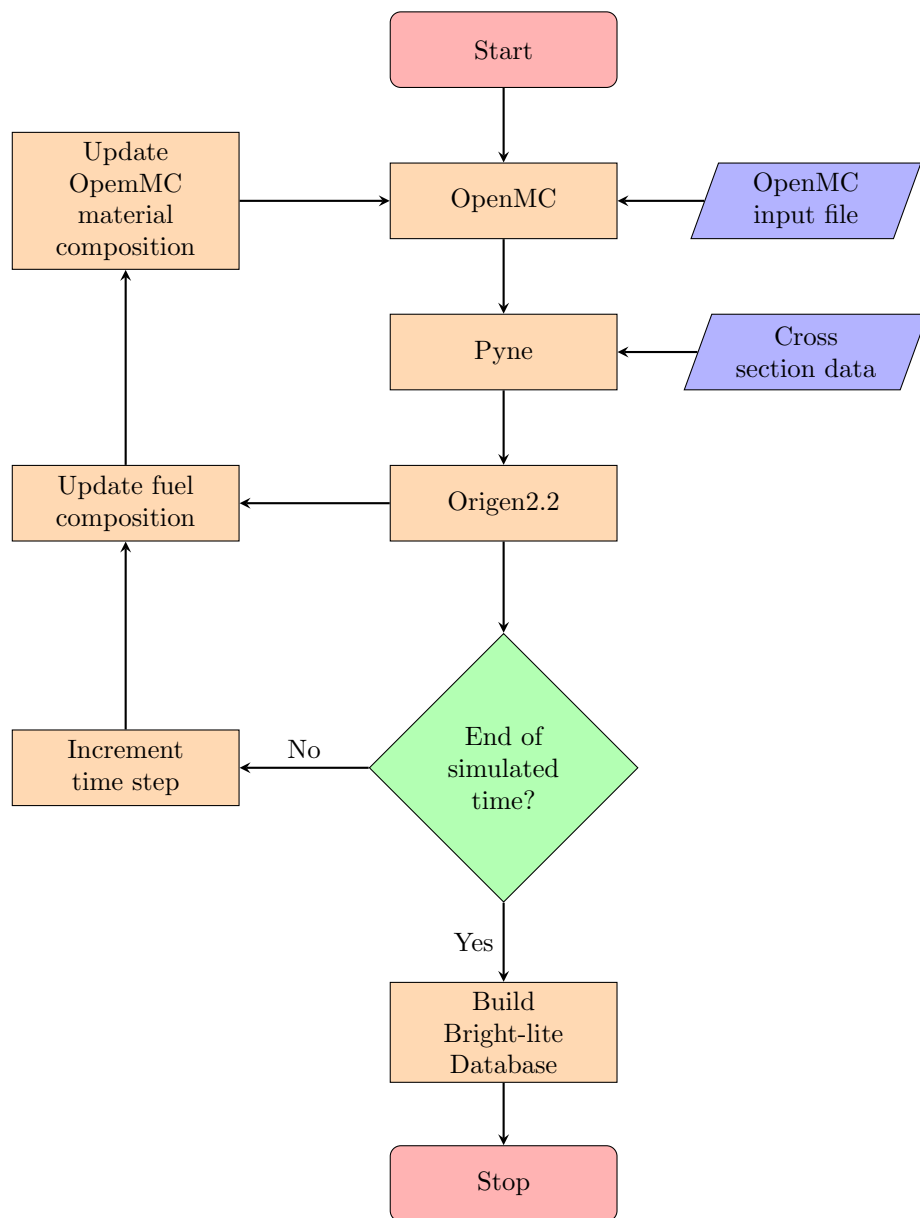 Start
Update
OpemMC
material
composition
OpenMC
OpenMC
input file
Pyne
Cross
section data
Update fuel
composition
Origen2.2
Increment
time step
No
End of
simulated
time?
Yes
Build
Bright-lite
Database
Stop